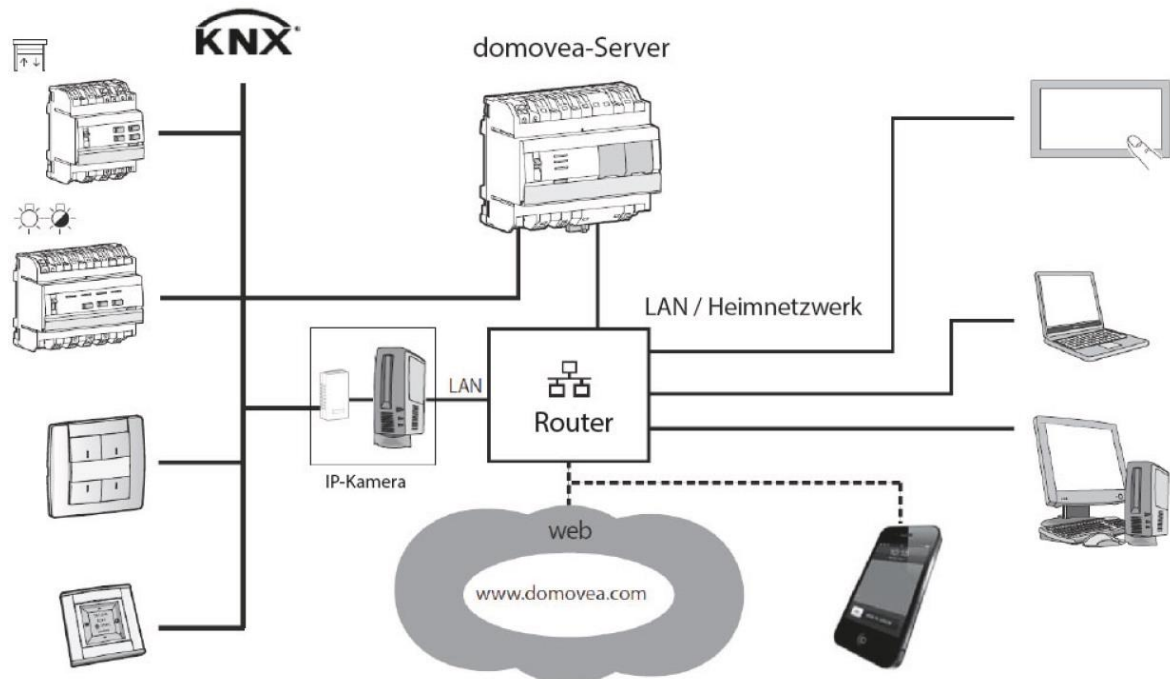 KNX®
domovea-Server
LAN / Heimnetzwerk
LAN
Router
IP-Kamera
web
www.domovea.com